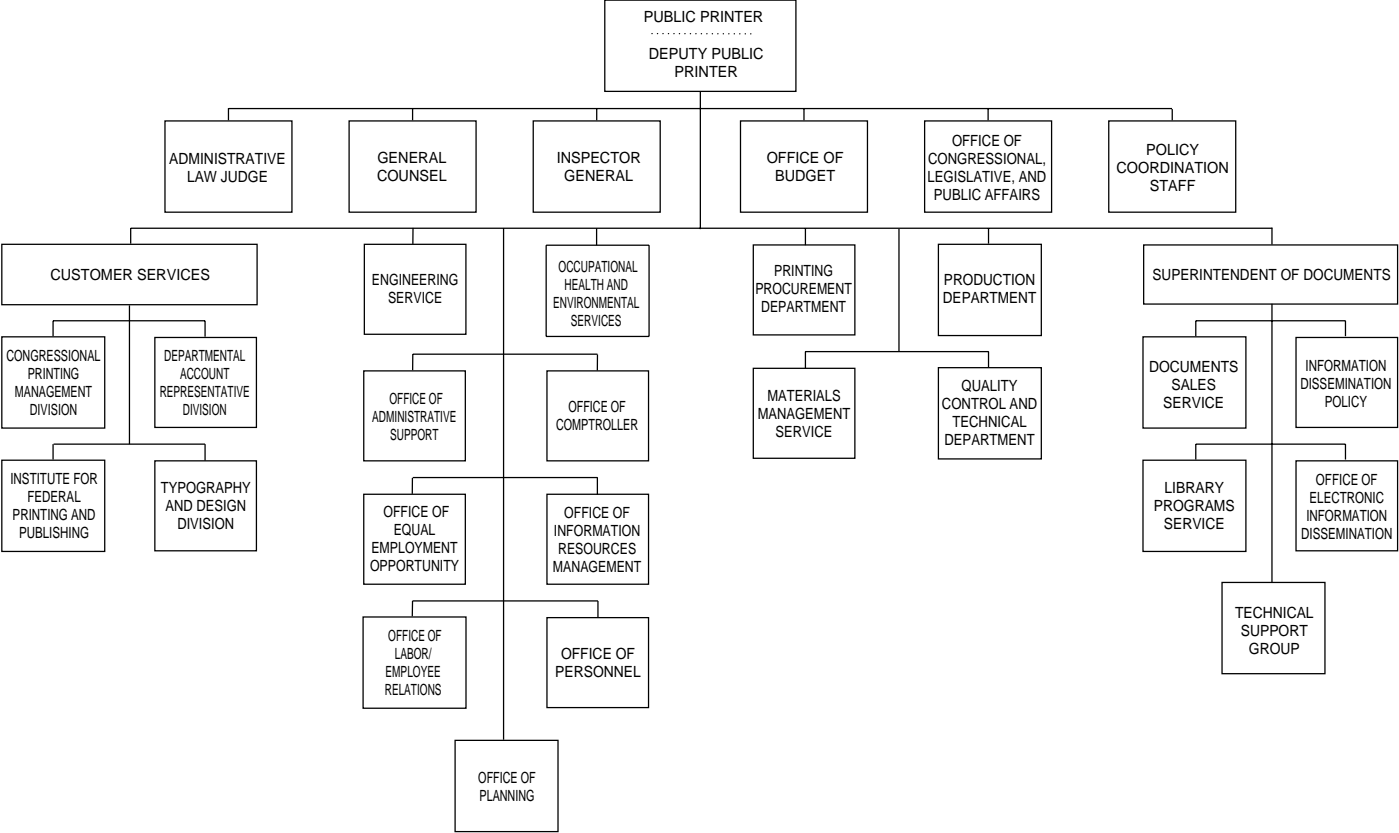 PUBLIC PRINTER
DEPUTY PUBLIC
PRINTER
ADMINISTRATIVE
LAW JUDGE
GENERAL
COUNSEL
INSPECTOR
GENERAL
OFFICE OF
BUDGET
OFFICE OF
CONGRESSIONAL,
LEGISLATIVE, AND
PUBLIC AFFAIRS
POLICY
COORDINATION
STAFF
CUSTOMER SERVICES
ENGINEERING
SERVICE
OCCUPATIONAL
HEALTH AND
ENVIRONMENTAL
SERVICES
PRINTING
PROCUREMENT
DEPARTMENT
PRODUCTION
DEPARTMENT
SUPERINTENDENT OF DOCUMENTS
CONGRESSIONAL
PRINTING
MANAGEMENT
DIVISION
DEPARTMENTAL
ACCOUNT
REPRESENTATIVE
DIVISION
OFFICE OF
ADMINISTRATIVE
SUPPORT
OFFICE OF
COMPTROLLER
MATERIALS
MANAGEMENT
SERVICE
QUALITY
CONTROL AND
TECHNICAL
DEPARTMENT
DOCUMENTS
SALES
SERVICE
INFORMATION
DISSEMINATION
POLICY
INSTITUTE FOR
FEDERAL
PRINTING AND
PUBLISHING
TYPOGRAPHY
AND DESIGN
DIVISION
OFFICE OF
EQUAL
EMPLOYMENT
OPPORTUNITY
OFFICE OF
INFORMATION
RESOURCES
MANAGEMENT
LIBRARY
PROGRAMS
SERVICE
OFFICE OF
ELECTRONIC
INFORMATION
DISSEMINATION
OFFICE OF
LABOR/
EMPLOYEE
RELATIONS
OFFICE OF
PERSONNEL
TECHNICAL
SUPPORT
GROUP
OFFICE OF
PLANNING